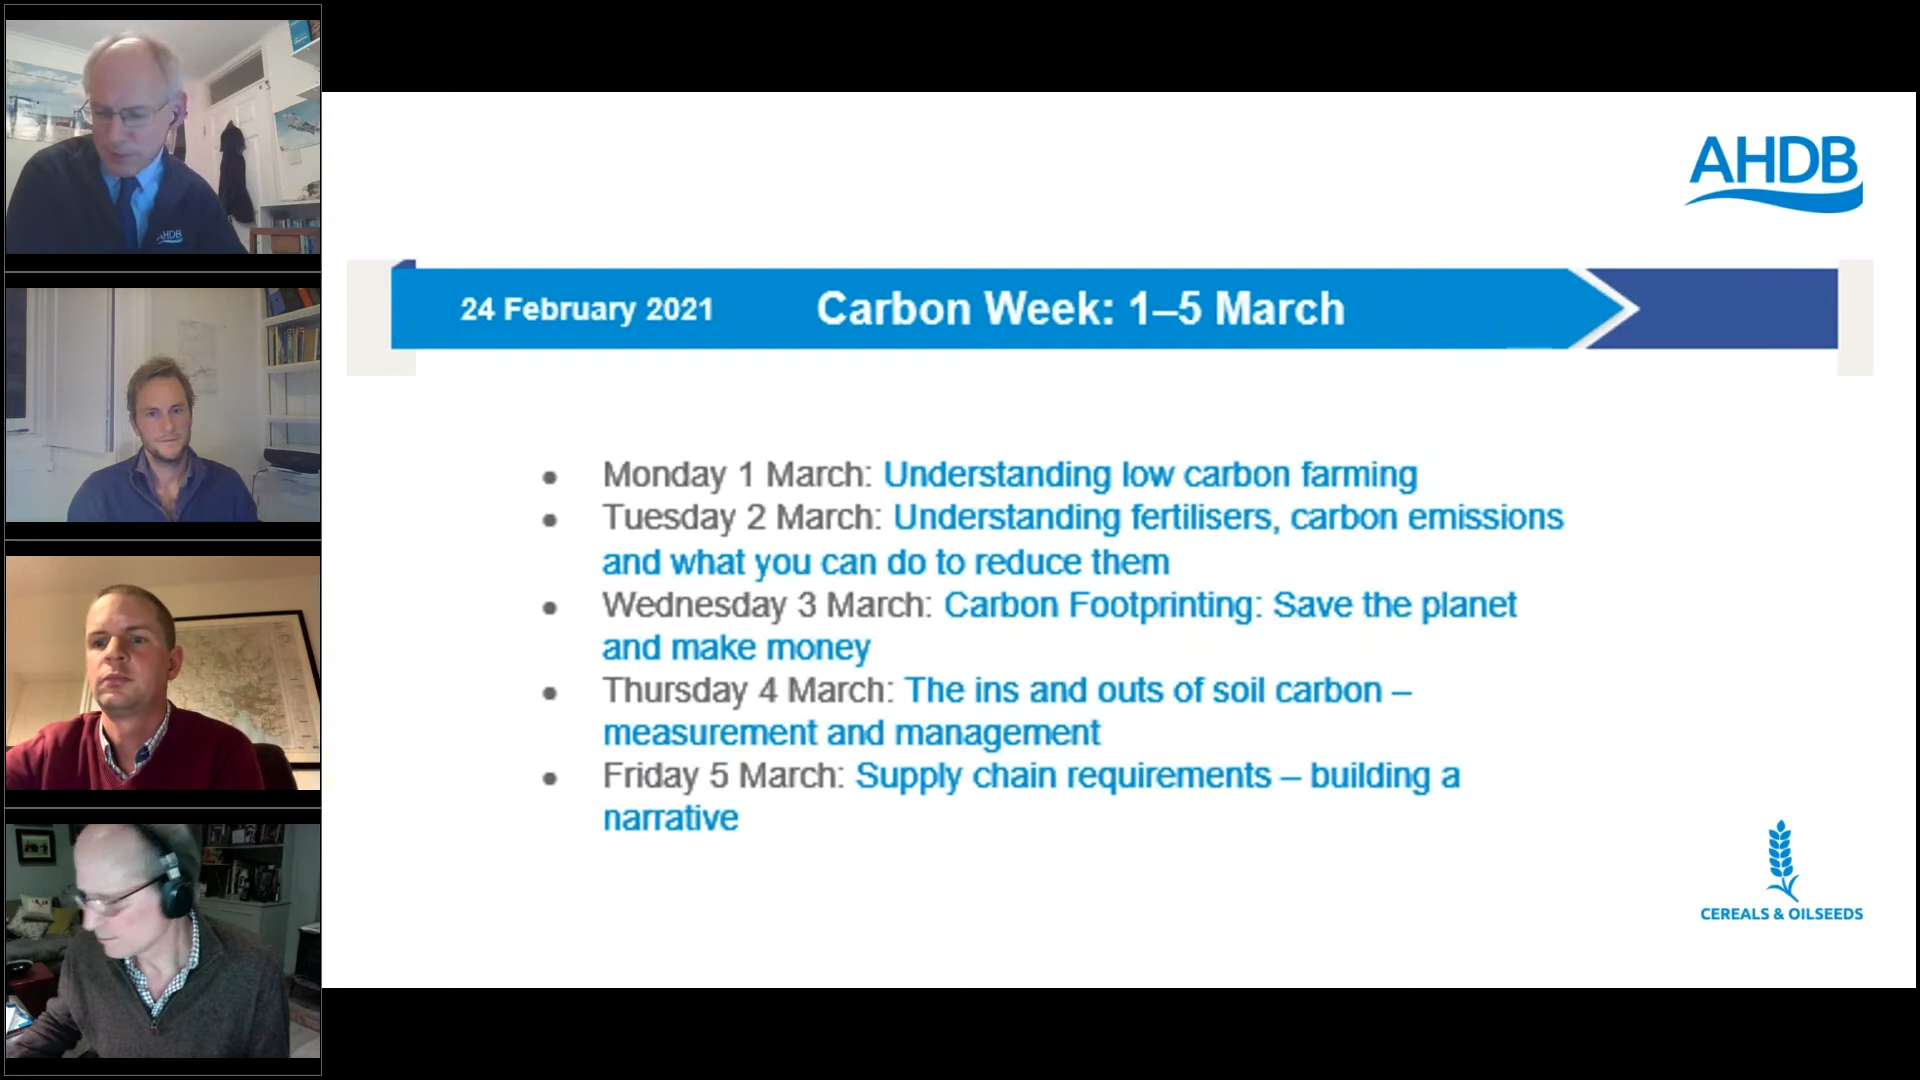 AHDB
AHDB
24 February 2021
Carbon Week: 1–5 March
• Monday 1 March: Understanding low carbon farming
• Tuesday 2 March: Understanding fertilisers, carbon emissions
and what you can do to reduce them
• Wednesday 3 March: Carbon Footprinting: Save the planet
and make money
• Thursday 4 March: The ins and outs of soil carbon –
measurement and management
• Friday 5 March: Supply chain requirements – building a
narrative
CEREALS & OILSEEDS